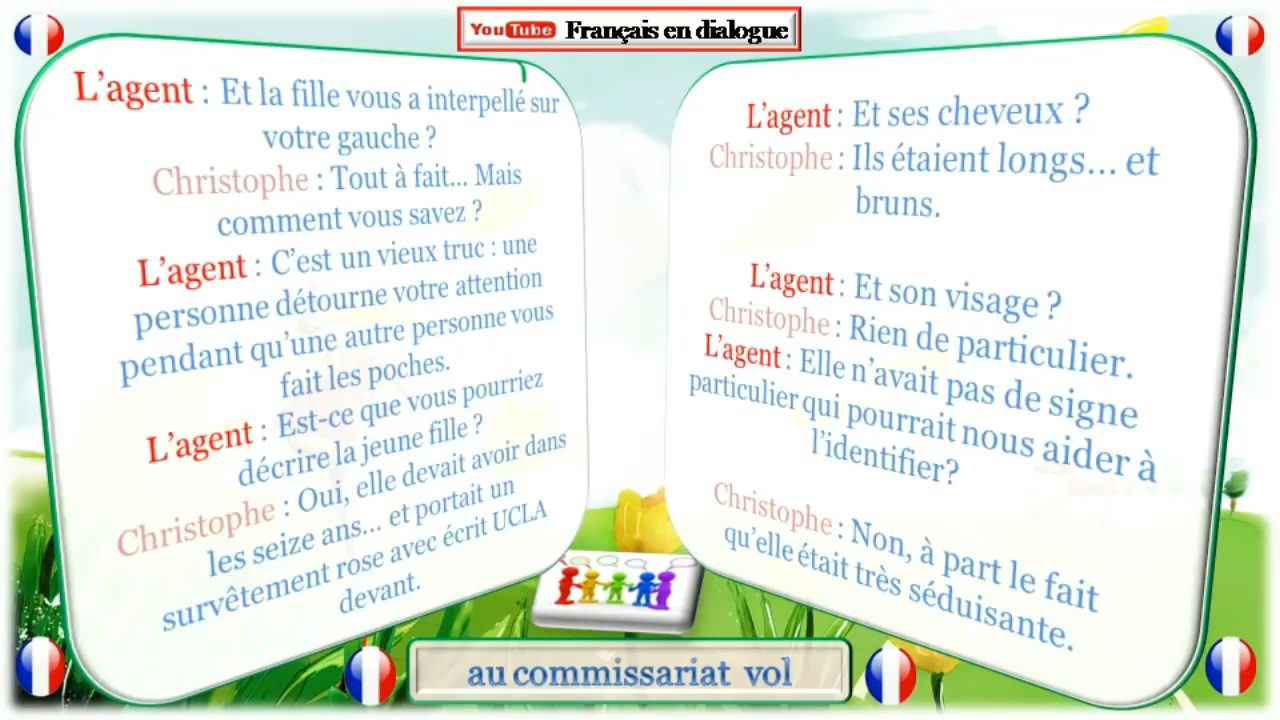 YouTube Français en dialogue
L’agent : Et la fille vous a interpellé sur
votre gauche ?
Christophe : Tout à fait... Mais
comment vous savez ?
L’agent : C’est un vieux truc : une
personne détourne votre attention
pendant qu’une autre personne vous
fait les poches.
L’agent : Est-ce que vous pourriez
décrire la jeune fille ?
Christophe : Oui, elle devait avoir dans
les seize ans... et portait un
survêtement rose avec écrit UCLA
devant.
L’agent : Et ses cheveux ?
Christophe : Ils étaient longs... et
bruns.
L’agent : Et son visage ?
Christophe : Rien de particulier.
L’agent : Elle n’avait pas de signe
particulier qui pourrait nous aider à
l’identifier?
Christophe : Non, à part le fait
qu’elle était très séduisante.
au commissariat vol